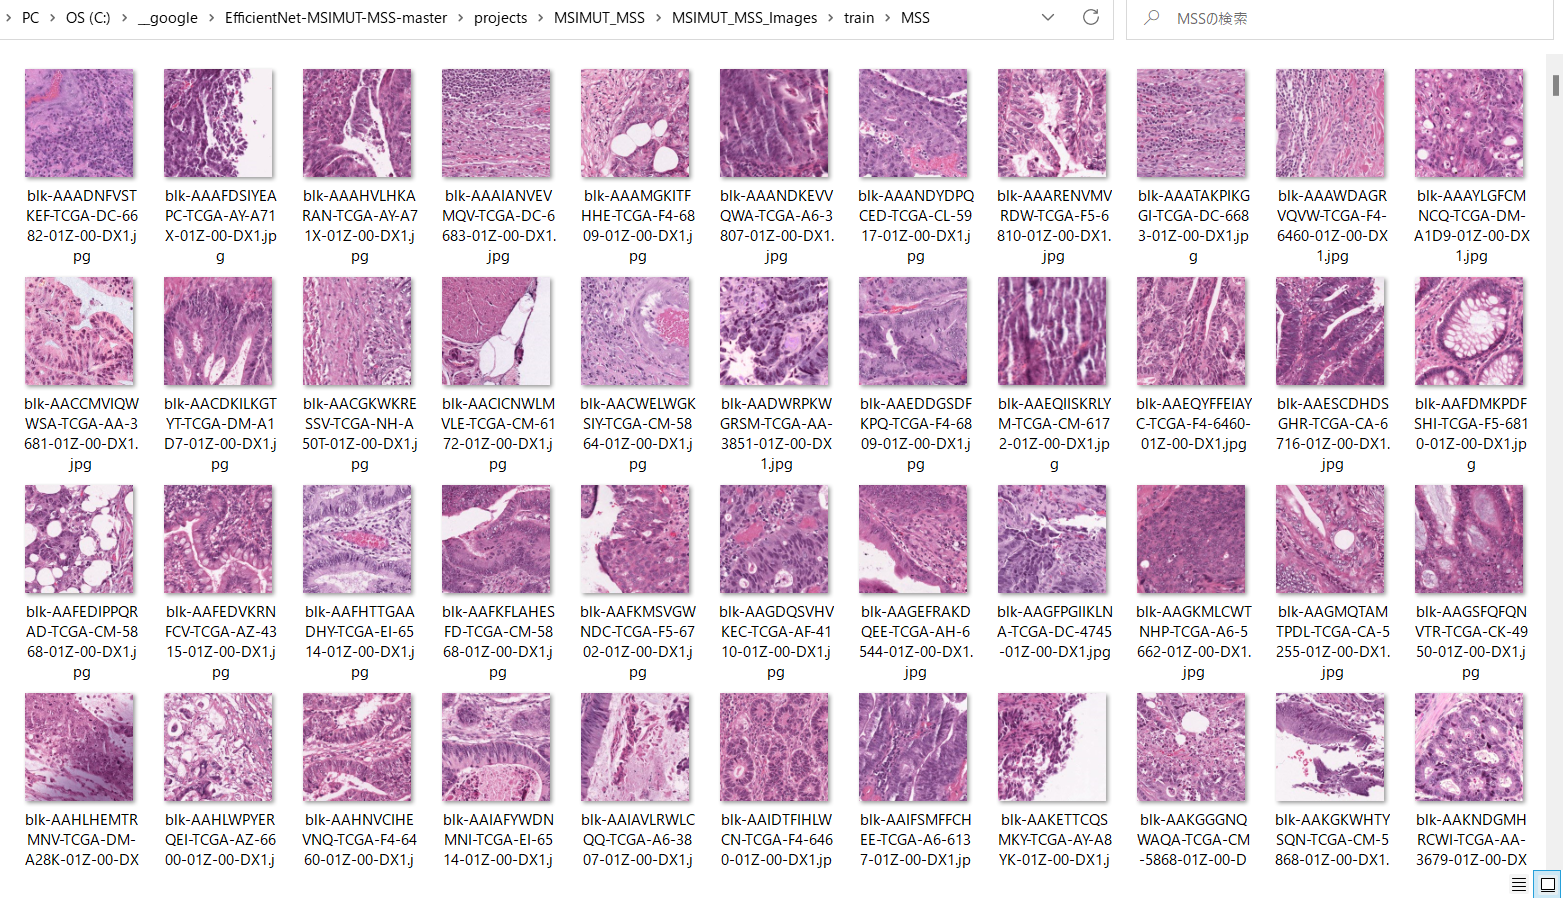 PC > OS (C:) > __google > EfficientNet-MSIMUT-MSS-master > projects > MSIMUT_MSS > MSIMUT_MSS_Images > train > MSS
MSSの検索
blk-AAADNFVST
KEF-TCGA-DC-66
82-01Z-00-DX1.j
pg
blk-AAAFDSIYEA
PC-TCGA-AY-A71
X-01Z-00-DX1.jp
g
blk-AAAHVLHKA
RAN-TCGA-AY-A7
1X-01Z-00-DX1.j
pg
blk-AAAIANVEV
MQV-TCGA-DC-6
683-01Z-00-DX1.
jpg
blk-AAAMGKITF
HHE-TCGA-F4-68
09-01Z-00-DX1.j
pg
blk-AAANDKEVV
QWA-TCGA-A6-3
807-01Z-00-DX1.
jpg
blk-AAANDYDPQ
CED-TCGA-CL-59
17-01Z-00-DX1.j
pg
blk-AAARENVMV
RDW-TCGA-F5-6
810-01Z-00-DX1.
jpg
blk-AAATAKPIKG
GI-TCGA-DC-668
3-01Z-00-DX1.jp
g
blk-AAAWDAGR
VQVW-TCGA-F4-
6460-01Z-00-DX
1.jpg
blk-AAAYLGFCM
NCQ-TCGA-DM-
A1D9-01Z-00-DX
1.jpg
blk-AACCMVIQW
WSA-TCGA-AA-3
681-01Z-00-DX1.
jpg
blk-AACDKILKGT
YT-TCGA-DM-A1
D7-01Z-00-DX1.j
pg
blk-AACGKWKRE
SSV-TCGA-NH-A
50T-01Z-00-DX1.j
pg
blk-AACICNWLM
VLE-TCGA-CM-61
72-01Z-00-DX1.j
pg
blk-AACWELWGK
SIY-TCGA-CM-58
64-01Z-00-DX1.j
pg
blk-AADWRPKW
GRSM-TCGA-AA-
3851-01Z-00-DX
1.jpg
blk-AAEDDGSDF
KPQ-TCGA-F4-68
09-01Z-00-DX1.j
pg
blk-AAEQIISKRLY
M-TCGA-CM-617
2-01Z-00-DX1.jp
g
blk-AAEQYFFEIAY
C-TCGA-F4-6460-
01Z-00-DX1.jpg
blk-AAESCDHDS
GHR-TCGA-CA-6
716-01Z-00-DX1.
jpg
blk-AAFDMKPDF
SHI-TCGA-F5-681
0-01Z-00-DX1.jp
g
blk-AAFEDIPPQR
AD-TCGA-CM-58
68-01Z-00-DX1.j
pg
blk-AAFEDVKRN
FCV-TCGA-AZ-43
15-01Z-00-DX1.j
pg
blk-AAFHTTGAA
DHY-TCGA-EI-65
14-01Z-00-DX1.j
pg
blk-AAFKFLAHES
FD-TCGA-CM-58
68-01Z-00-DX1.j
pg
blk-AAFKMSVGW
NDC-TCGA-F5-67
02-01Z-00-DX1.j
pg
blk-AAGDQSVHV
KEC-TCGA-AF-41
10-01Z-00-DX1.j
pg
blk-AAGEFRAKD
QEE-TCGA-AH-6
544-01Z-00-DX1.
jpg
blk-AAGFPGIIKLN
A-TCGA-DC-4745
-01Z-00-DX1.jpg
blk-AAGKMLCWT
NHP-TCGA-A6-5
662-01Z-00-DX1.
jpg
blk-AAGMQTAM
TPDL-TCGA-CA-5
255-01Z-00-DX1.
jpg
blk-AAGSFQFQN
VTR-TCGA-CK-49
50-01Z-00-DX1.j
pg
blk-AAHLHEMTR
MNV-TCGA-DM-
A28K-01Z-00-DX
blk-AAHLWPYER
QEI-TCGA-AZ-66
00-01Z-00-DX1.j
blk-AAHNVCIHE
VNQ-TCGA-F4-64
60-01Z-00-DX1.j
blk-AAIAFYWDN
MNI-TCGA-EI-65
14-01Z-00-DX1.j
blk-AAIAVLRWLC
QQ-TCGA-A6-38
07-01Z-00-DX1.j
blk-AAIDTFIHLW
CN-TCGA-F4-646
0-01Z-00-DX1.jp
blk-AAIFSMFFCH
EE-TCGA-A6-613
7-01Z-00-DX1.jp
blk-AAKETTCQS
MKY-TCGA-AY-A8
YK-01Z-00-DX1.j
blk-AAKGGGNQ
WAQA-TCGA-CM
-5868-01Z-00-D
blk-AAKGKWHTY
SQN-TCGA-CM-5
868-01Z-00-DX1.
blk-AAKNDGMH
RCWI-TCGA-AA-
3679-01Z-00-DX